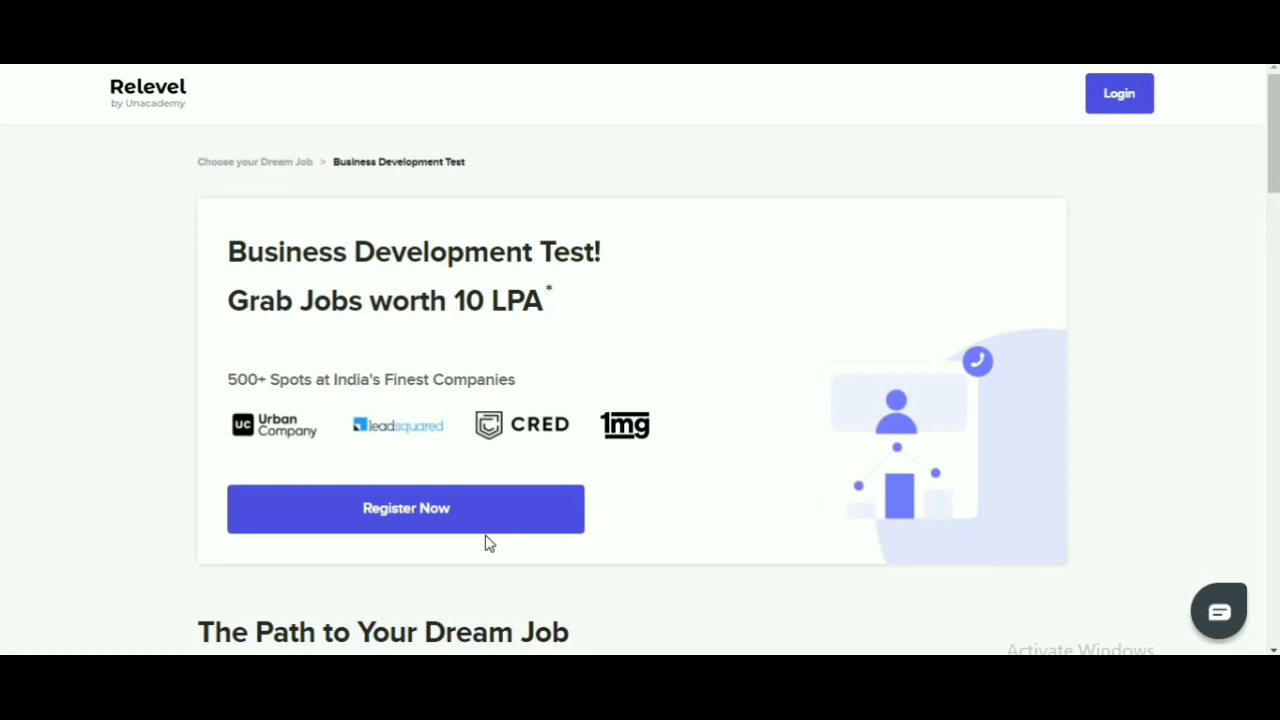 Relevel
by Unacademy
Login
Choose your Dream Job > Business Development Test
Business Development Test!
Grab Jobs worth 10 LPA*
500+ Spots at India's Finest Companies
UC Urban Company
leadsquared
CRED
1mg
Register Now
The Path to Your Dream Job
Activate Windows